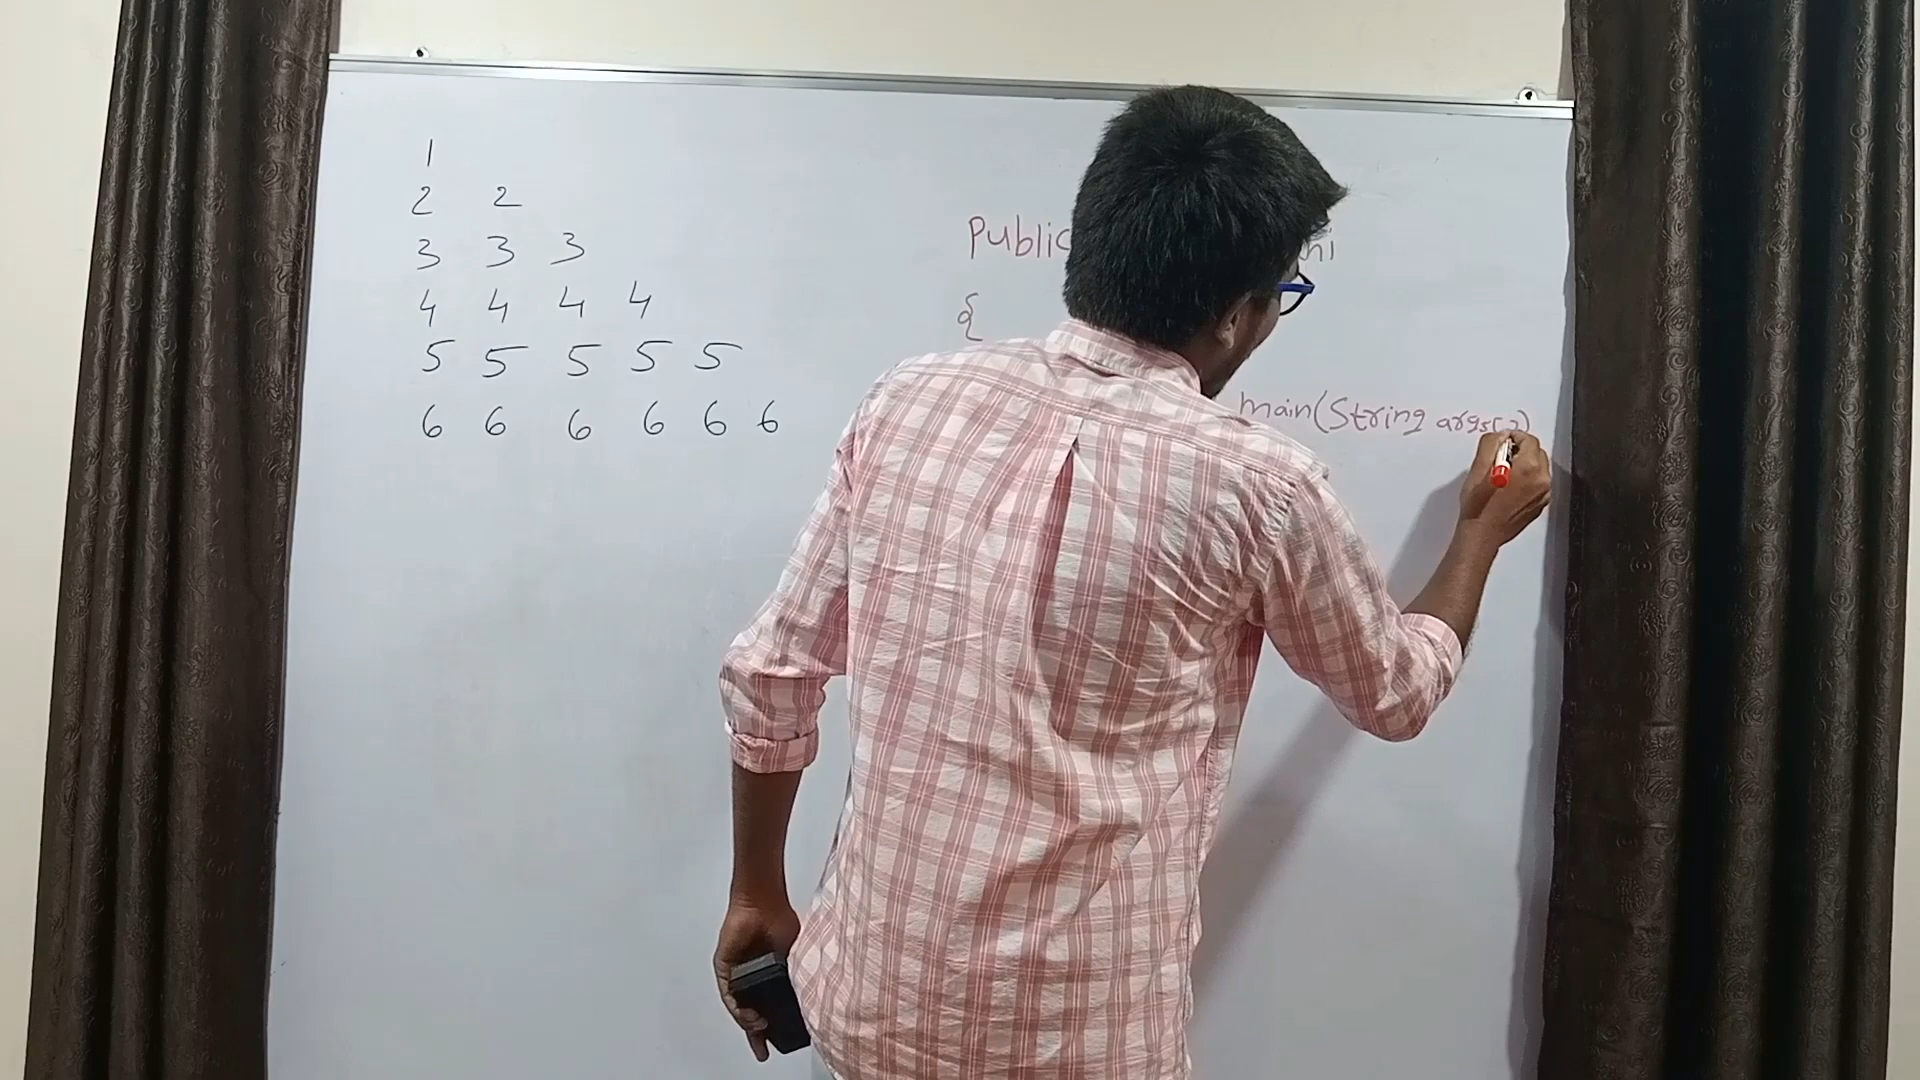 1
2 2
3 3 3
4 4 4 4
5 5 5 5 5
6 6 6 6 6 6
Public
{
main(String args[])